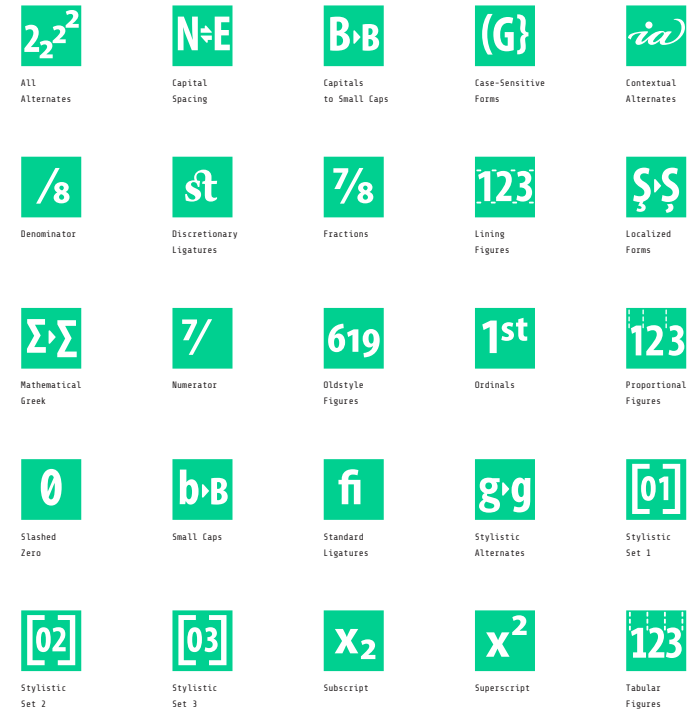 2₂2²2 N E B B (G} ia
All Capital Capitals Case-Sensitive Contextual
Alternates Spacing to Small Caps Forms Alternates
/8 st 7/8 123 Ş Ș
Denominator Discretionary Fractions Lining Localized
Ligatures Figures Forms
Σ Σ 7/ 619 1st 123
Mathematical Numerator Oldstyle Ordinals Proportional
Greek Figures Figures
0 b B fi g g [01]
Slashed Small Caps Standard Stylistic Stylistic
Zero Ligatures Alternates Set 1
[02] [03] x₂ x² 123
Stylistic Stylistic Subscript Superscript Tabular
Set 2 Set 3 Figures